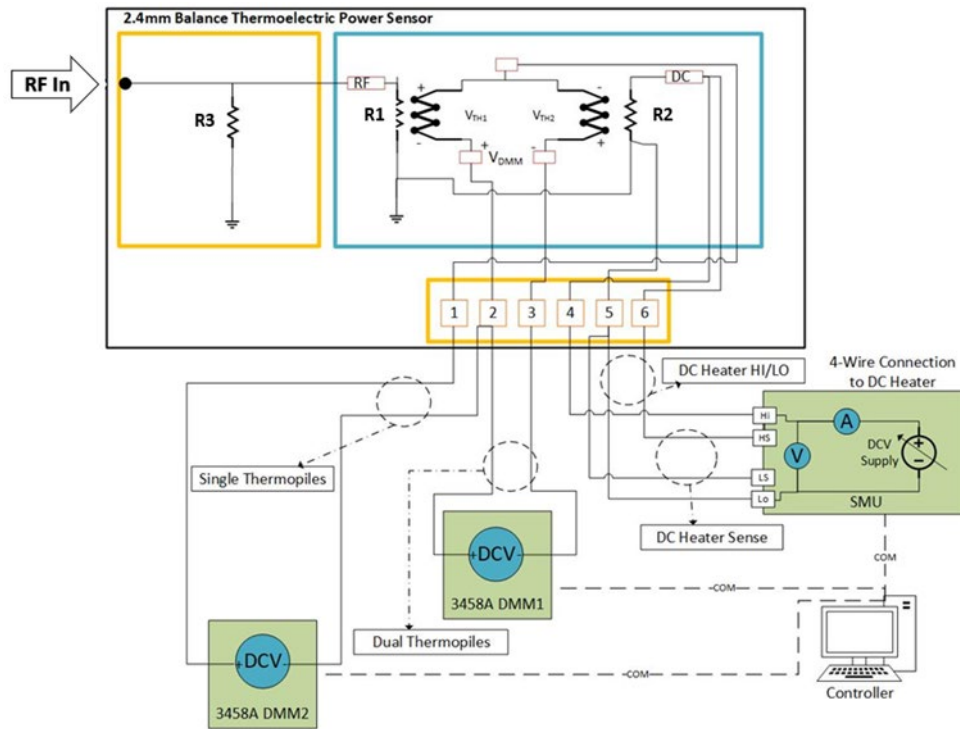 2.4mm Balance Thermoelectric Power Sensor
RF In
RF
DC
R3
R1
R2
+
-
VTH1
VTH2
-
+
+
-
VDMM
1
2
3
4
5
6
DC Heater HI/LO
4-Wire Connection
to DC Heater
Hi
HS
LS
Lo
A
V
DCV
Supply
+
-
SMU
Single Thermopiles
DC Heater Sense
+DCV-
3458A DMM1
COM
COM
Dual Thermopiles
+DCV-
3458A DMM2
COM
Controller